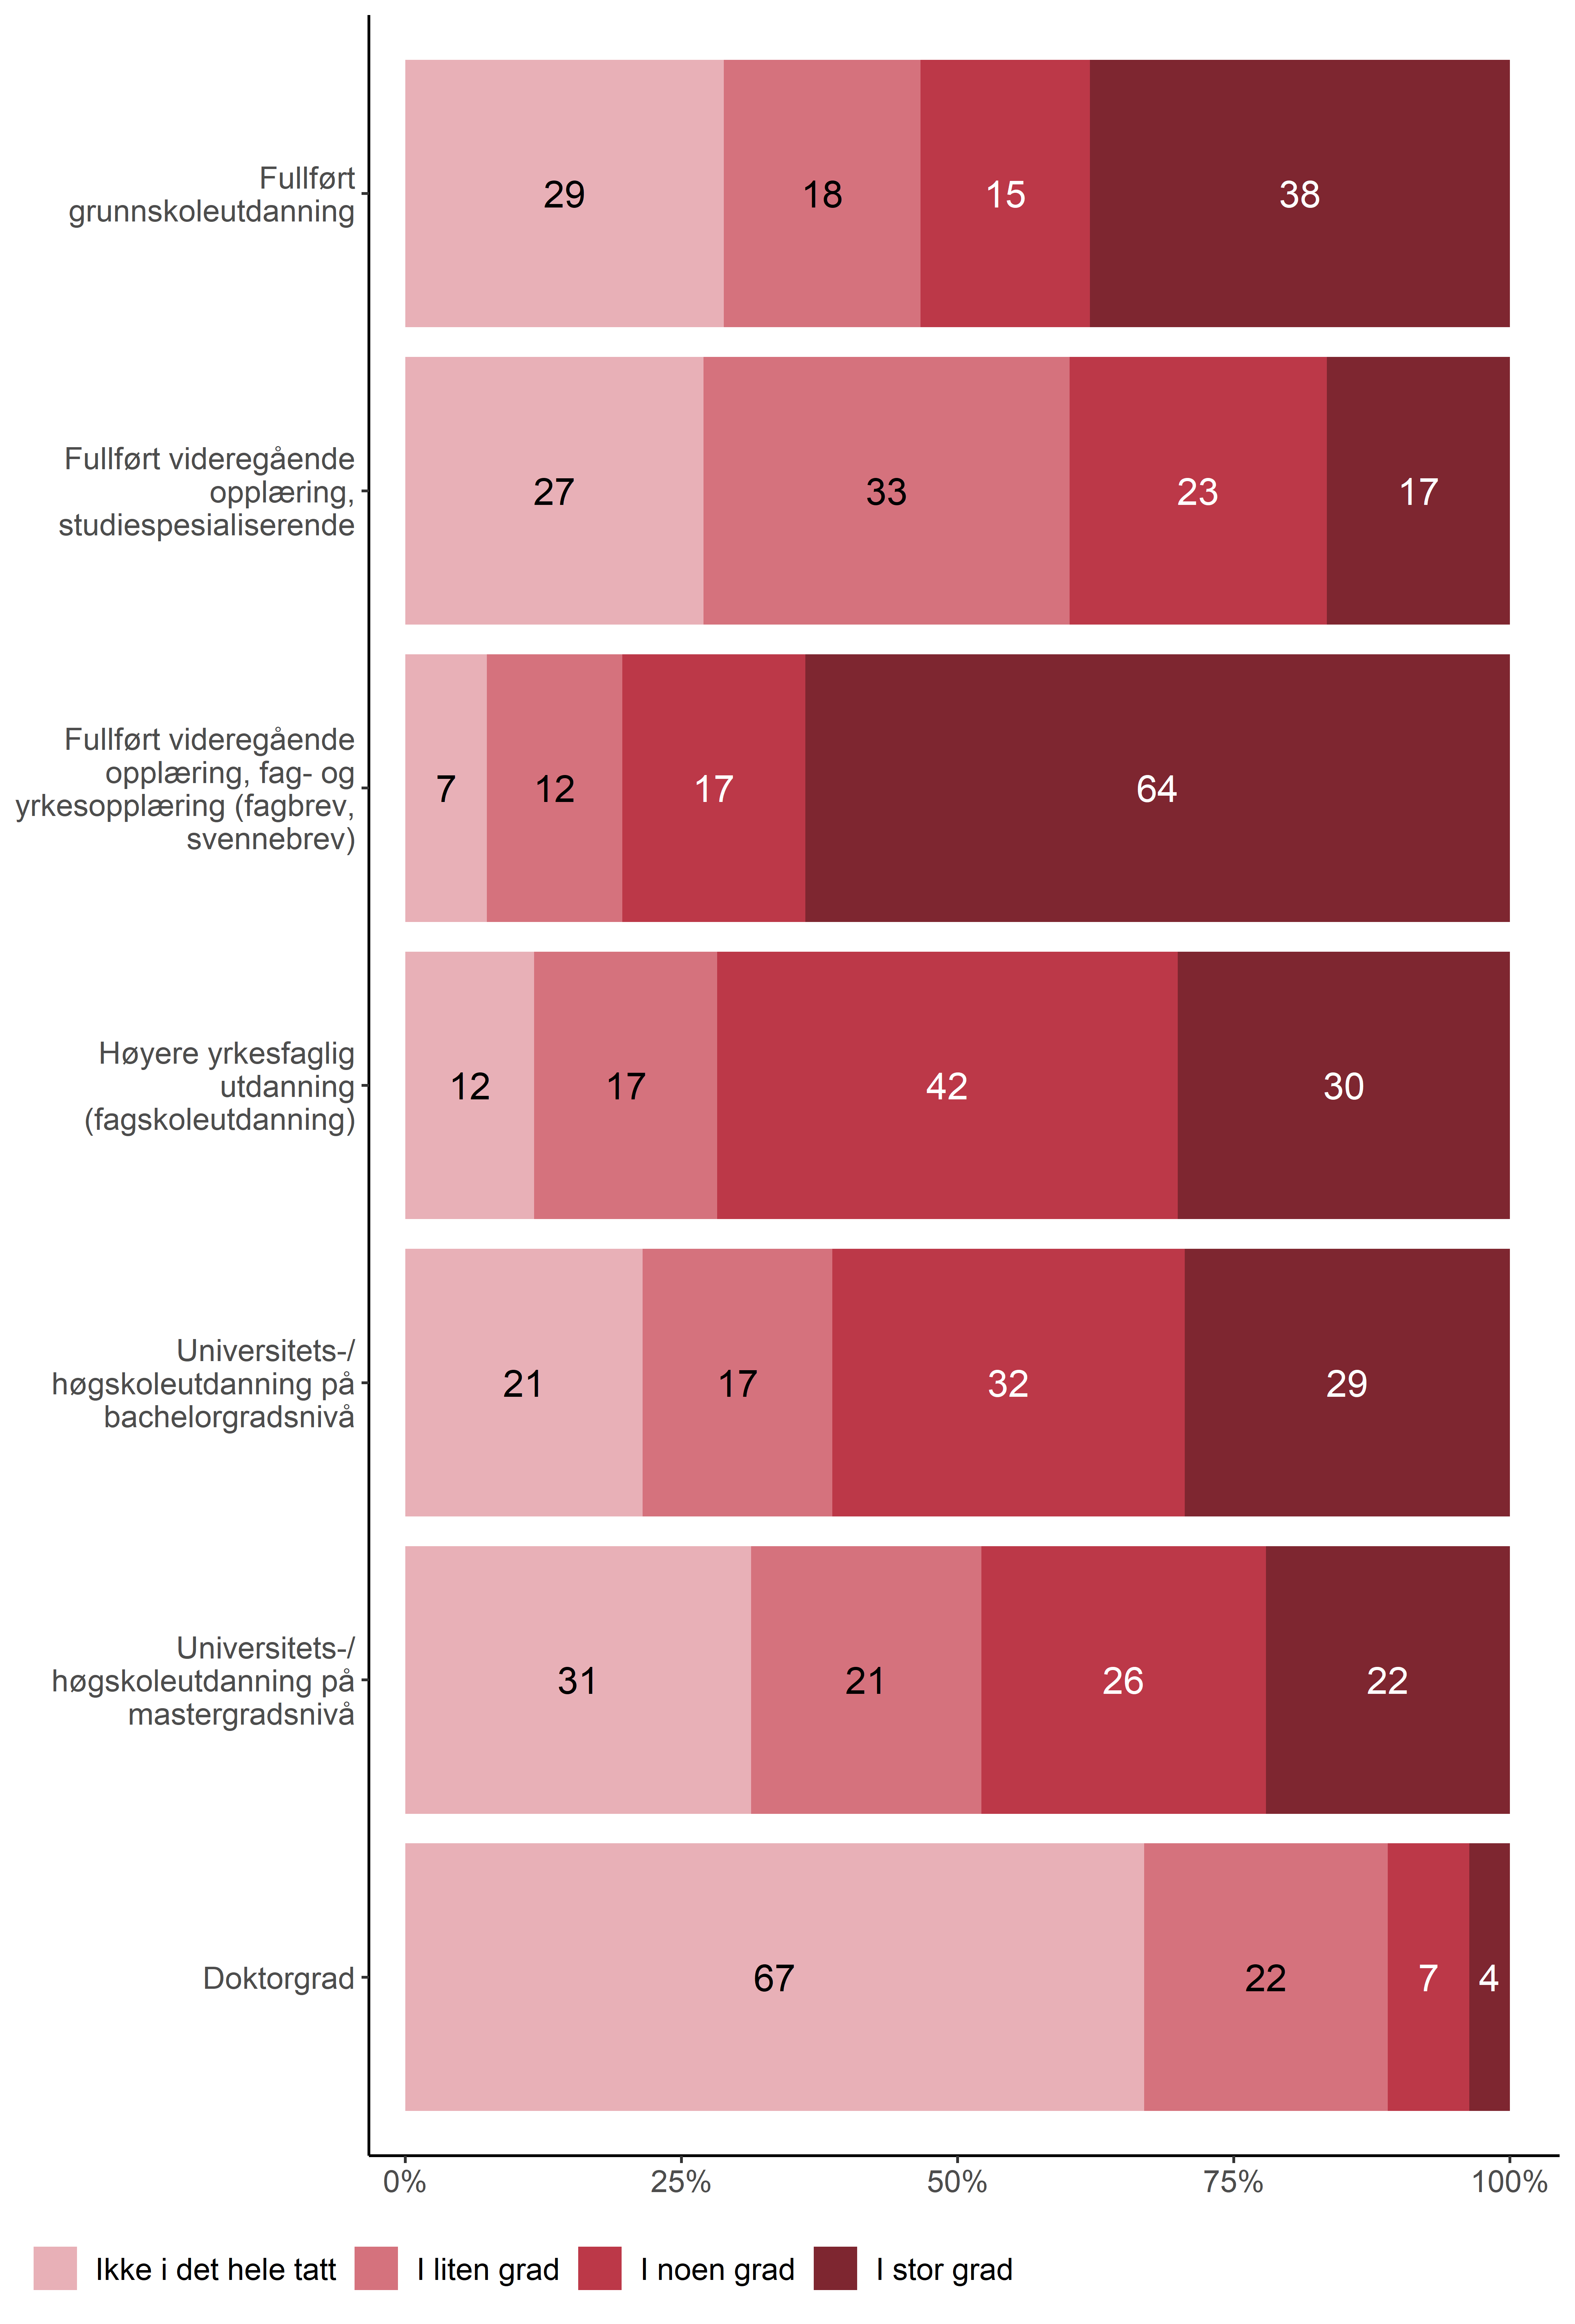 Fullført
grunnskoleutdanning
29 18 15 38
Fullført videregående
opplæring,
studiespesialiserende
27 33 23 17
Fullført videregående
opplæring, fag- og
yrkesopplæring (fagbrev,
svennebrev)
7 12 17 64
Høyere yrkesfaglig
utdanning
(fagskoleutdanning)
12 17 42 30
Universitets-/
høgskoleutdanning på
bachelorgradsnivå
21 17 32 29
Universitets-/
høgskoleutdanning på
mastergradsnivå
31 21 26 22
Doktorgrad
67 22 7 4
0% 25% 50% 75% 100%
Ikke i det hele tatt I liten grad I noen grad I stor grad